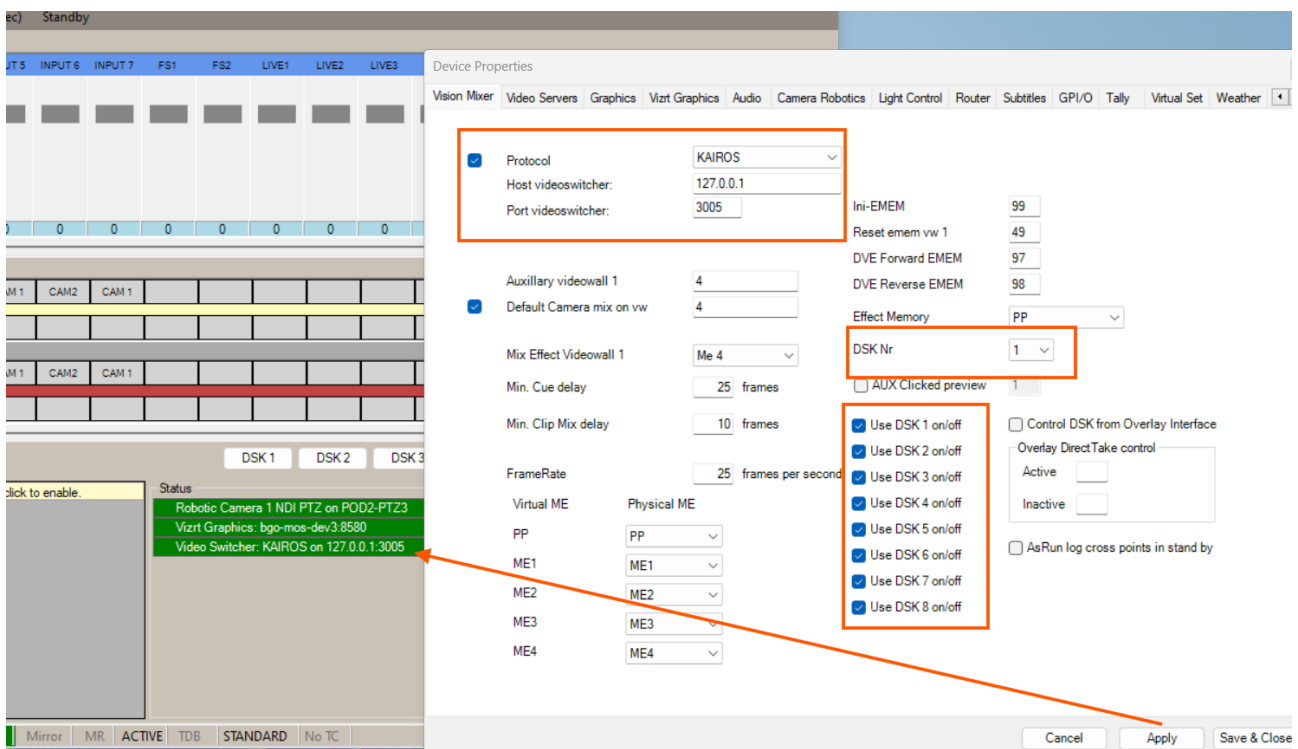 ec) Standby
UT 5 INPUT 6 INPUT 7 FS1 FS2 LIVE1 LIVE2 LIVE3
0 0 0 0 0 0 0
AM 1 CAM2 CAM 1
AM 1 CAM2 CAM 1
DSK 1 DSK 2 DSK 3
click to enable.
Status
Robotic Camera 1 NDI PTZ on POD2-PTZ3
Vizrt Graphics: bgo-mos-dev3:8580
Video Switcher: KAIROS on 127.0.0.1:3005
Mirror MR ACTIVE TDB STANDARD No TC
Device Properties
Vision Mixer Video Servers Graphics Vizrt Graphics Audio Camera Robotics Light Control Router Subtitles GPI/O Tally Virtual Set Weather
Protocol KAIROS
Host videoswitcher: 127.0.0.1
Port videoswitcher: 3005
Auxillary videowall 1 4
Default Camera mix on vw 4
Mix Effect Videowall 1 Me 4
Min. Cue delay 25 frames
Min. Clip Mix delay 10 frames
FrameRate 25 frames per second
Virtual ME Physical ME
PP PP
ME1 ME1
ME2 ME2
ME3 ME3
ME4 ME4
Ini-EMEM 99
Reset emem vw 1 49
DVE Forward EMEM 97
DVE Reverse EMEM 98
Effect Memory PP
DSK Nr 1
AUX Clicked preview 1
Use DSK 1 on/off
Use DSK 2 on/off
Use DSK 3 on/off
Use DSK 4 on/off
Use DSK 5 on/off
Use DSK 6 on/off
Use DSK 7 on/off
Use DSK 8 on/off
Control DSK from Overlay Interface
Overlay DirectTake control
Active
Inactive
AsRun log cross points in stand by
Cancel Apply Save & Close